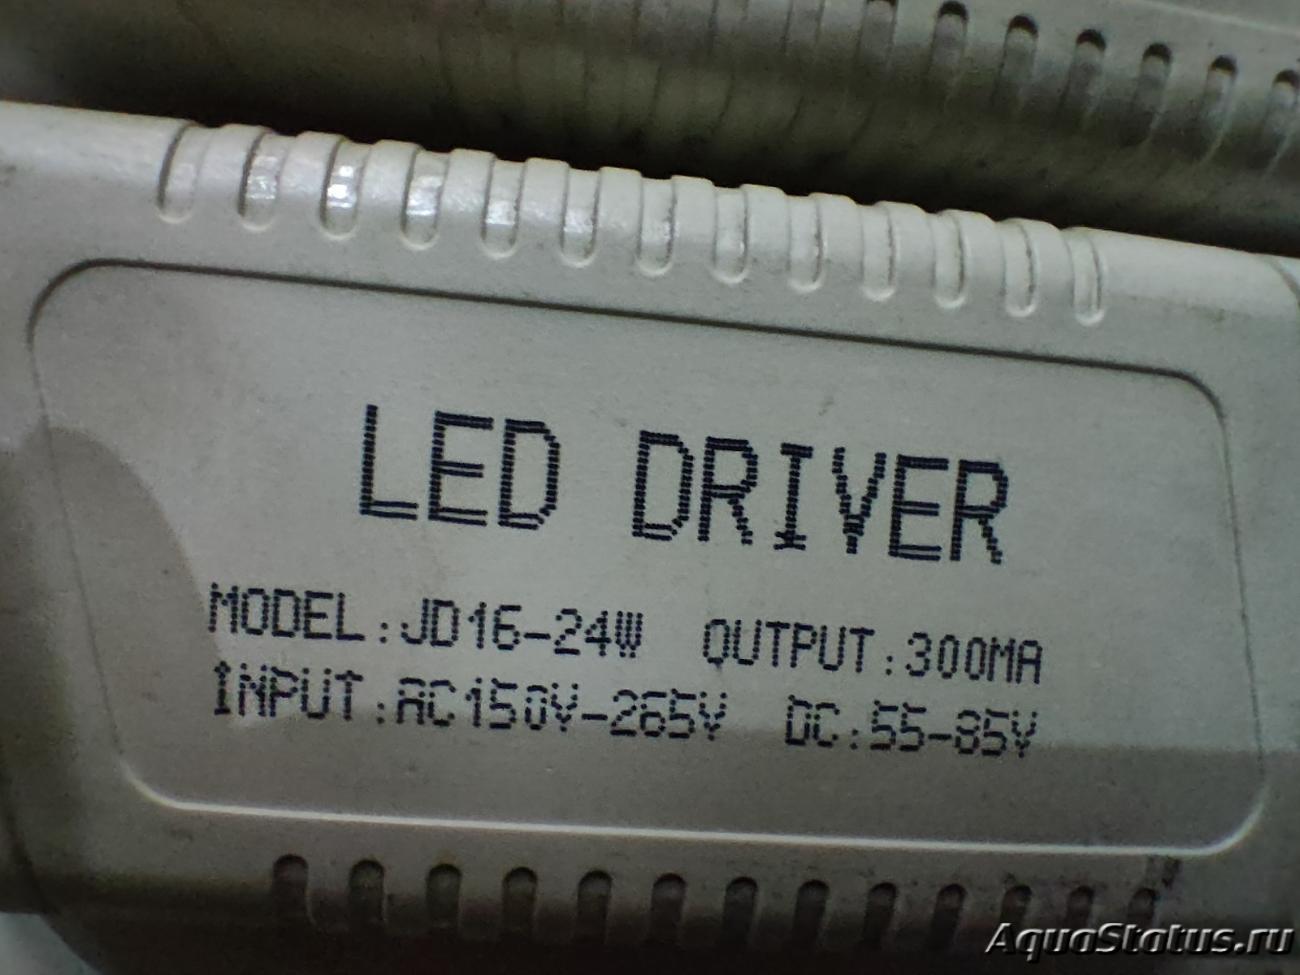 LED DRIVER
MODEL:JD16-24W OUTPUT:300MA
INPUT:AC150V-265V DC:55-85V
AquaStatus.ru